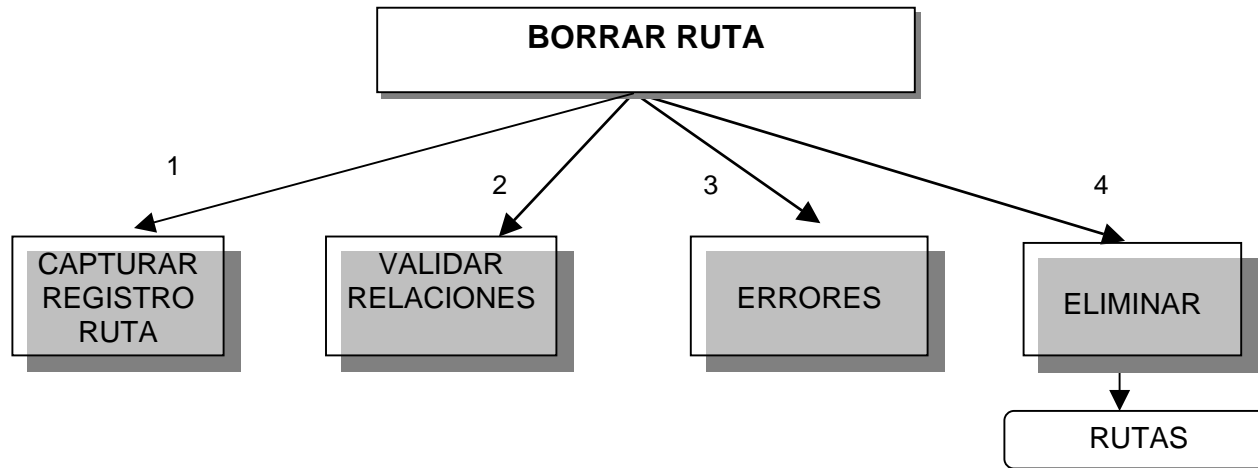 BORRAR RUTA
1
2
3
4
CAPTURAR
REGISTRO
RUTA
VALIDAR
RELACIONES
ERRORES
ELIMINAR
RUTAS